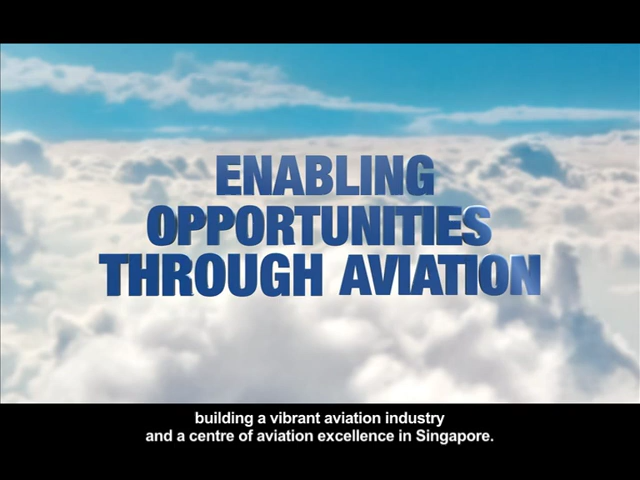 ENABLING
OPPORTUNITIES
THROUGH AVIATION
building a vibrant aviation industry
and a centre of aviation excellence in Singapore.